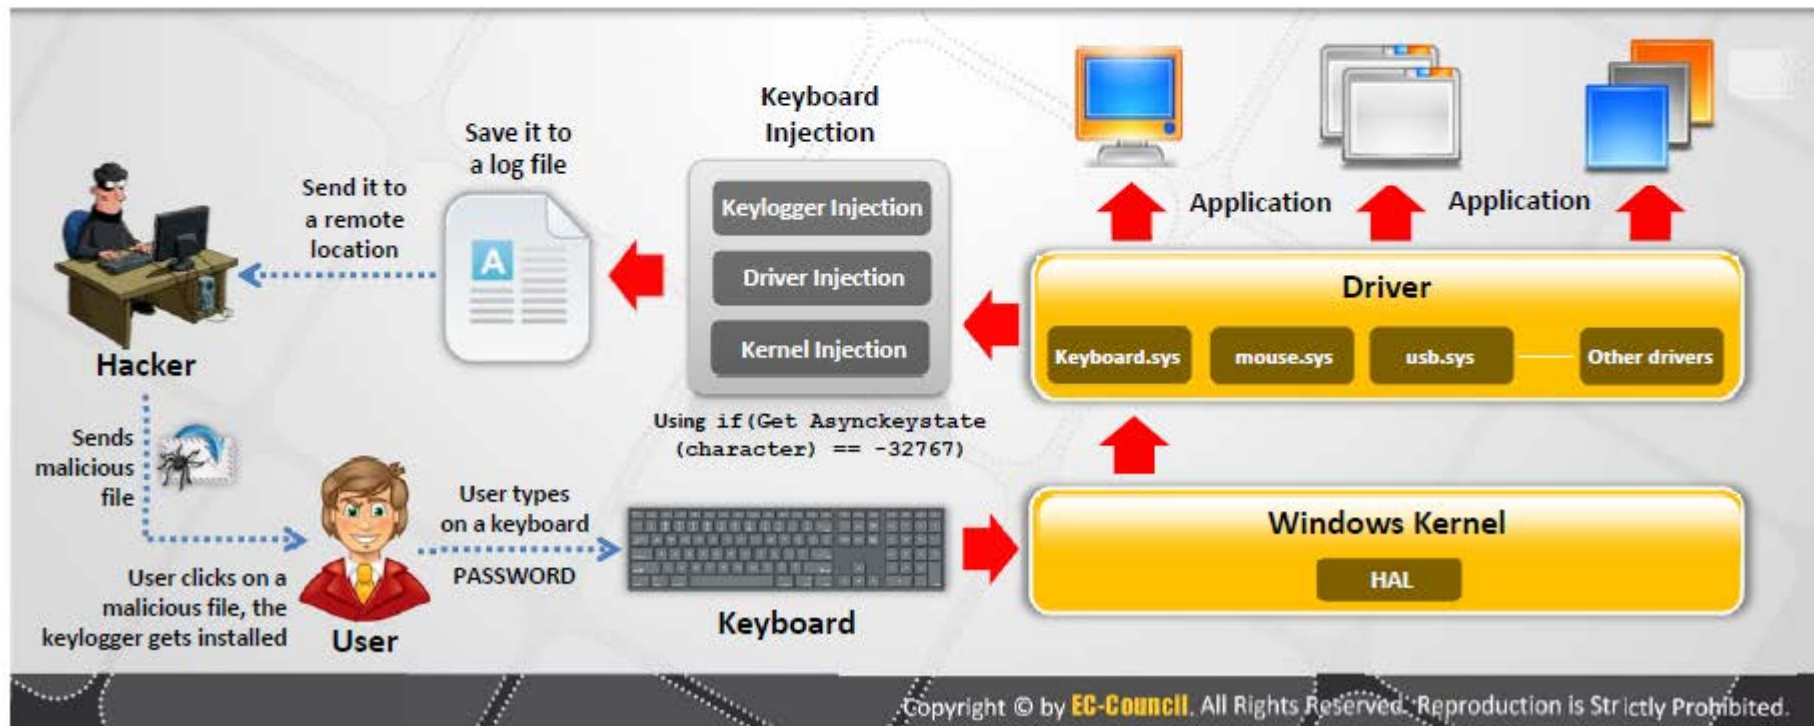 Keyboard
Injection
Save it to
a log file
Send it to
a remote
location
Keylogger Injection
Driver Injection
Kernel Injection
Application
Application
Driver
Keyboard.sys
mouse.sys
usb.sys
Other drivers
Hacker
A
Using if(Get Asynckeystate
(character) == -32767)
Sends
malicious
file
User types
on a keyboard
PASSWORD
User clicks on a
malicious file, the
keylogger gets installed
User
Keyboard
Windows Kernel
HAL
Copyright © by EC-Council. All Rights Reserved. Reproduction is Strictly Prohibited.